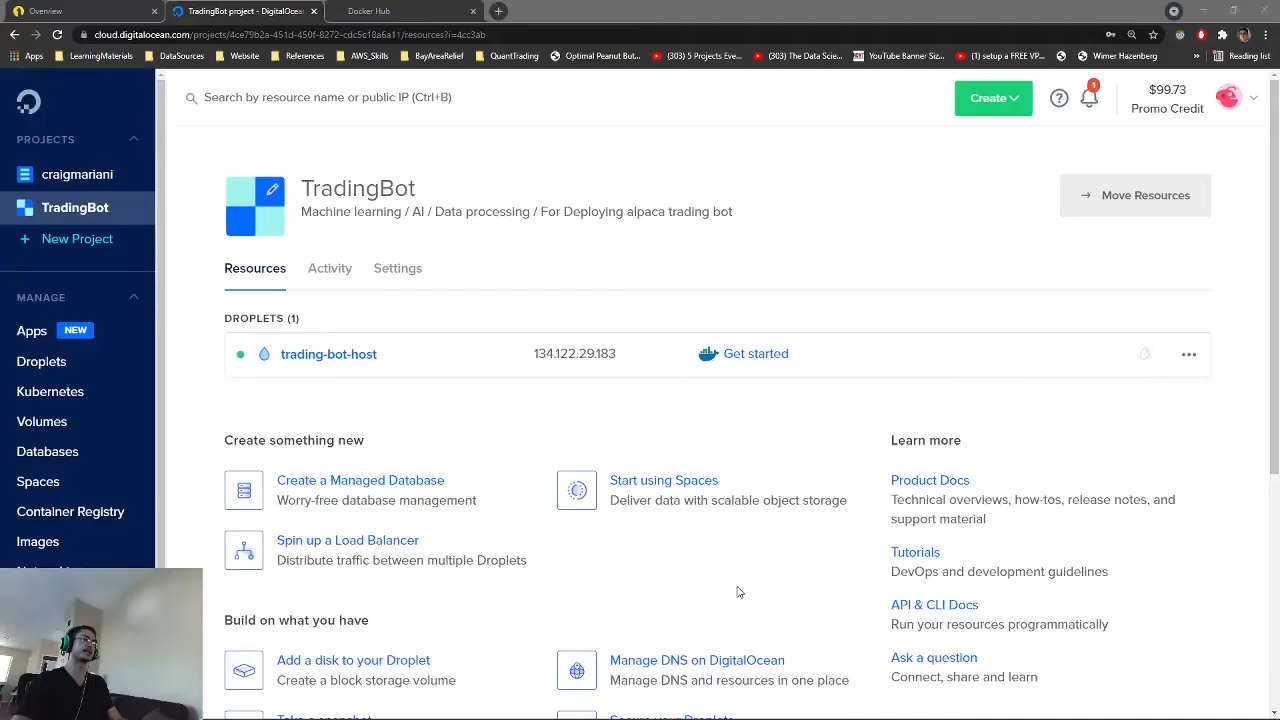 Overview
TradingBot project - DigitalOcean
Docker Hub
cloud.digitalocean.com/projects/4ce79b2a-451d-450f-8272-cdc5c18a6a11/resources?i=4cc3ab
Apps
LearningMaterials
DataSources
Website
References
AWS_Skills
BayAreaRelief
QuantTrading
Optimal Peanut But...
(303) 5 Projects Eve...
(303) The Data Scie...
YouTube Banner Siz...
(1) setup a FREE VP...
Wimer Hazenberg
»
Reading list
Search by resource name or public IP (Ctrl+B)
Create
?
1
$99.73
Promo Credit
PROJECTS
craigmariani
TradingBot
+ New Project
MANAGE
Apps NEW
Droplets
Kubernetes
Volumes
Databases
Spaces
Container Registry
Images
TradingBot
Machine learning / AI / Data processing / For Deploying alpaca trading bot
→ Move Resources
Resources Activity Settings
DROPLETS (1)
trading-bot-host 134.122.29.183 Get started
Create something new
Create a Managed Database
Worry-free database management
Start using Spaces
Deliver data with scalable object storage
Spin up a Load Balancer
Distribute traffic between multiple Droplets
Build on what you have
Add a disk to your Droplet
Create a block storage volume
Manage DNS on DigitalOcean
Manage DNS and resources in one place
Take a snapshot
Secure your Droplets
Learn more
Product Docs
Technical overviews, how-tos, release notes, and
support material
Tutorials
DevOps and development guidelines
API & CLI Docs
Run your resources programmatically
Ask a question
Connect, share and learn